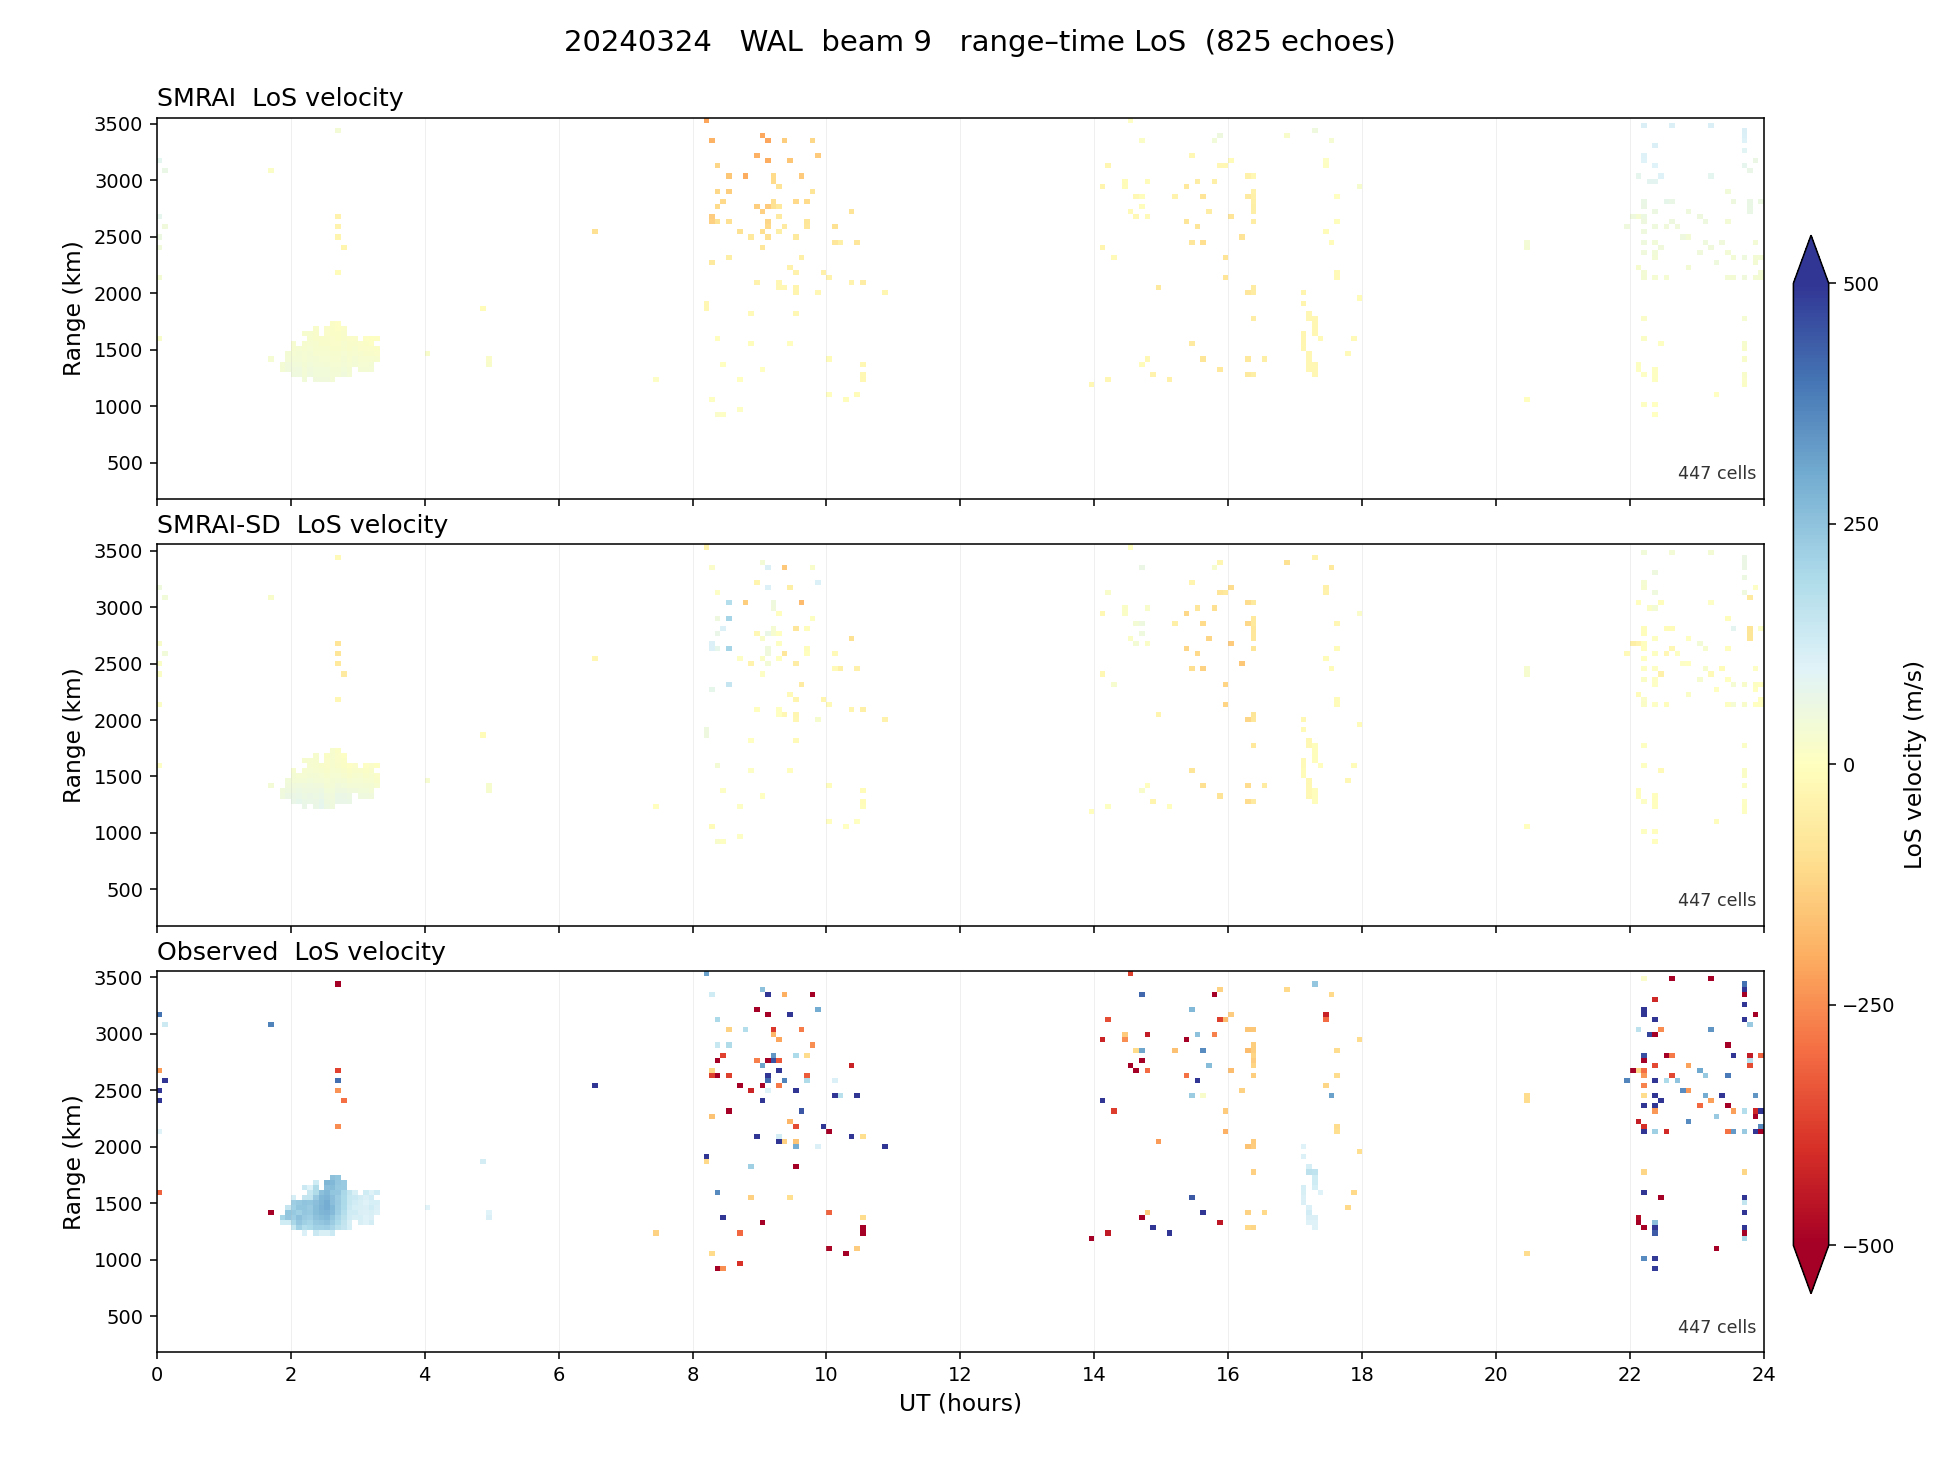 20240324   WAL  beam 9   range–time LoS  (825 echoes)
SMRAI  LoS velocity
3500
3000
2500
2000
1500
1000
500
Range (km)
447 cells
SMRAI-SD  LoS velocity
3500
3000
2500
2000
1500
1000
500
Range (km)
447 cells
Observed  LoS velocity
3500
3000
2500
2000
1500
1000
500
Range (km)
447 cells
0 2 4 6 8 10 12 14 16 18 20 22 24
UT (hours)
500
250
0
−250
−500
LoS velocity (m/s)